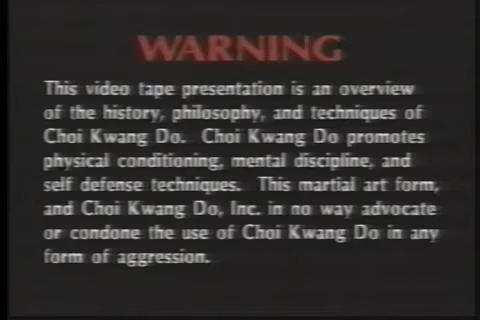 WARNING
This video tape presentation is an overview
of the history, philosophy, and techniques of
Choi Kwang Do. Choi Kwang Do promotes
physical conditioning, mental discipline, and
self defense techniques. This martial art form,
and Choi Kwang Do, Inc. in no way advocate
or condone the use of Choi Kwang Do in any
form of aggression.